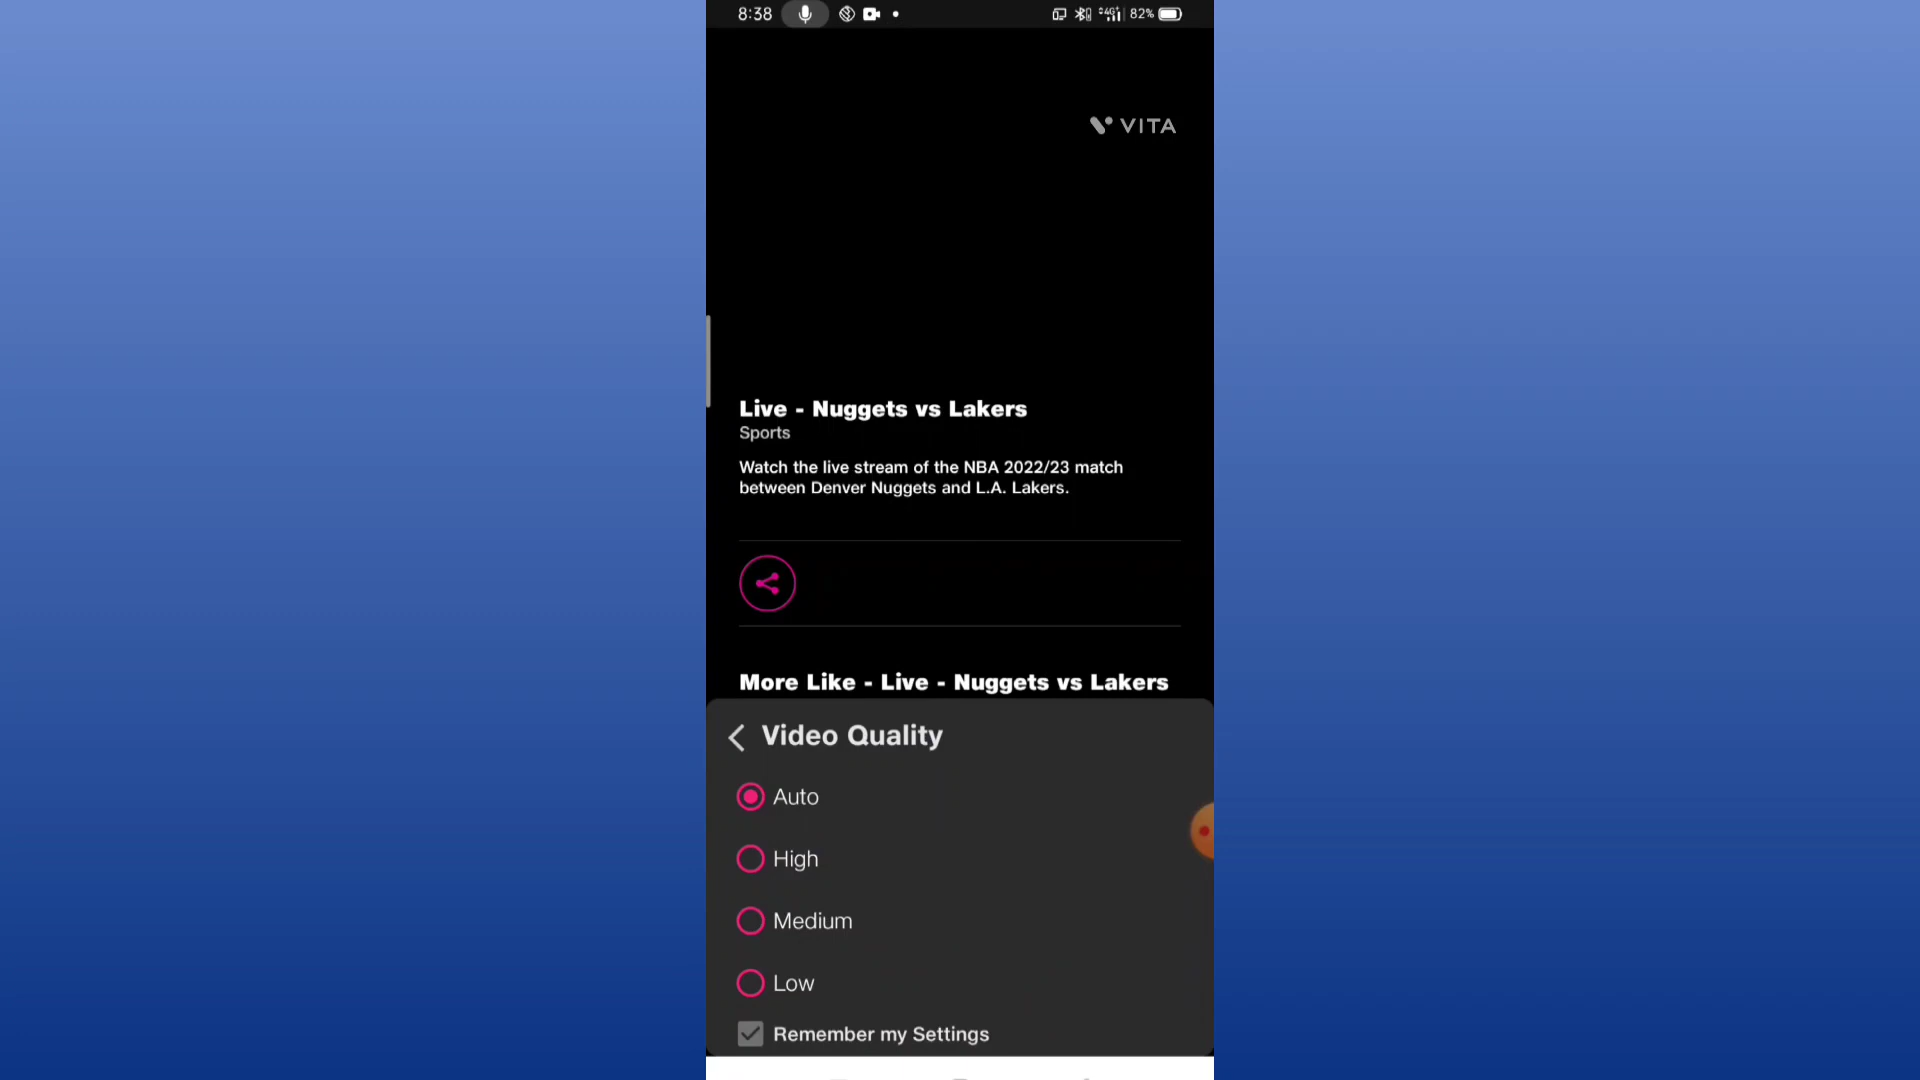 8:38
4G+ 82%
VITA
Live - Nuggets vs Lakers
Sports
Watch the live stream of the NBA 2022/23 match
between Denver Nuggets and L.A. Lakers.
More Like - Live - Nuggets vs Lakers
Video Quality
Auto
High
Medium
Low
Remember my Settings